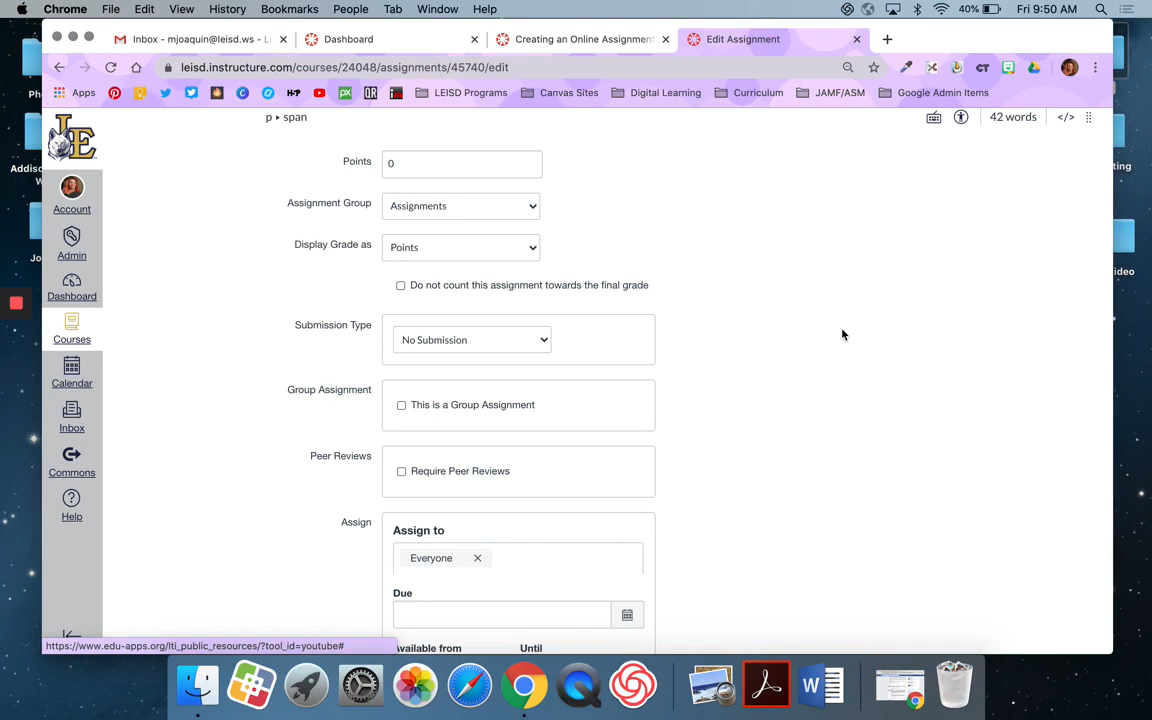 Chrome File Edit View History Bookmarks People Tab Window Help 40% Fri 9:50 AM
Inbox - mjoaquin@leisd.ws - L Dashboard Creating an Online Assignment Edit Assignment
leisd.instructure.com/courses/24048/assignments/45740/edit
Apps LEISD Programs Canvas Sites Digital Learning Curriculum JAMF/ASM Google Admin Items
p ▸ span 42 words </>
LE
Points 0
Account
Assignment Group Assignments
Admin
Display Grade as Points
Dashboard
Do not count this assignment towards the final grade
Courses
Submission Type No Submission
Calendar
Group Assignment This is a Group Assignment
Inbox
Peer Reviews Require Peer Reviews
Commons
Help
Assign Assign to
Everyone
Due
https://www.edu-apps.org/lti_public_resources/?tool_id=youtube#
Available from Until